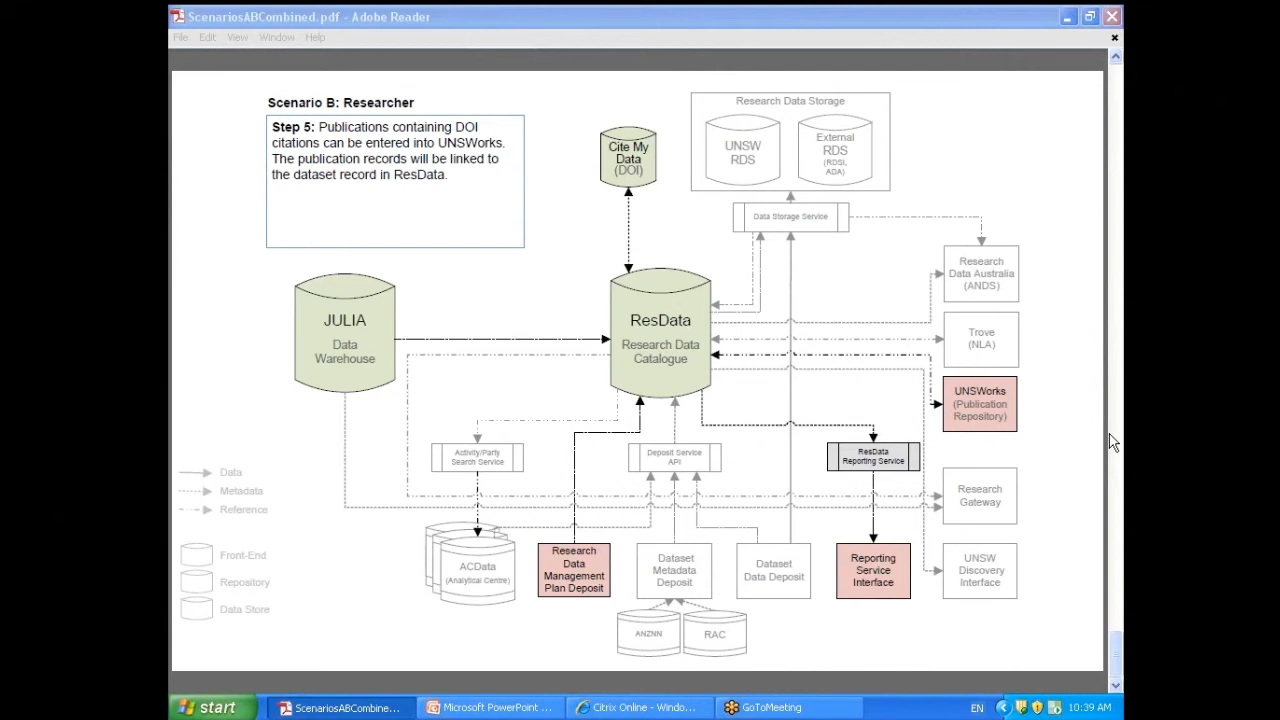 ScenariosABCombined.pdf - Adobe Reader
File Edit View Window Help
Scenario B: Researcher
Step 5: Publications containing DOI
citations can be entered into UNSWorks.
The publication records will be linked to
the dataset record in ResData.
Cite My
Data
(DOI)
Research Data Storage
UNSW
RDS
External
RDS
(RDSI,
ADA)
Data Storage Service
Research
Data Australia
(ANDS)
JULIA
Data
Warehouse
ResData
Research Data
Catalogue
Trove
(NLA)
UNSWorks
(Publication
Repository)
Activity/Party
Search Service
Deposit Service
API
ResData
Reporting Service
Data
Metadata
Reference
Research
Gateway
Front-End
Repository
Data Store
ACData
(Analytical Centre)
Research
Data
Management
Plan Deposit
Dataset
Metadata
Deposit
Dataset
Data Deposit
Reporting
Service
Interface
UNSW
Discovery
Interface
ANZNN
RAC
start
ScenariosABCombine...
Microsoft PowerPoint ...
Citrix Online - Windo...
GoToMeeting
EN
10:39 AM